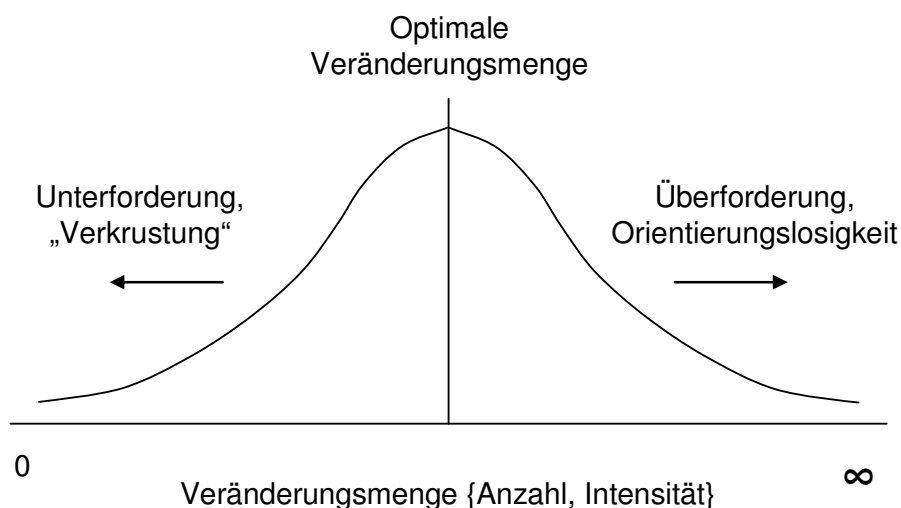 Optimale
Veränderungsmenge
Unterforderung,
„Verkrustung“
Überforderung,
Orientierungslosigkeit
0
∞
Veränderungsmenge {Anzahl, Intensität}